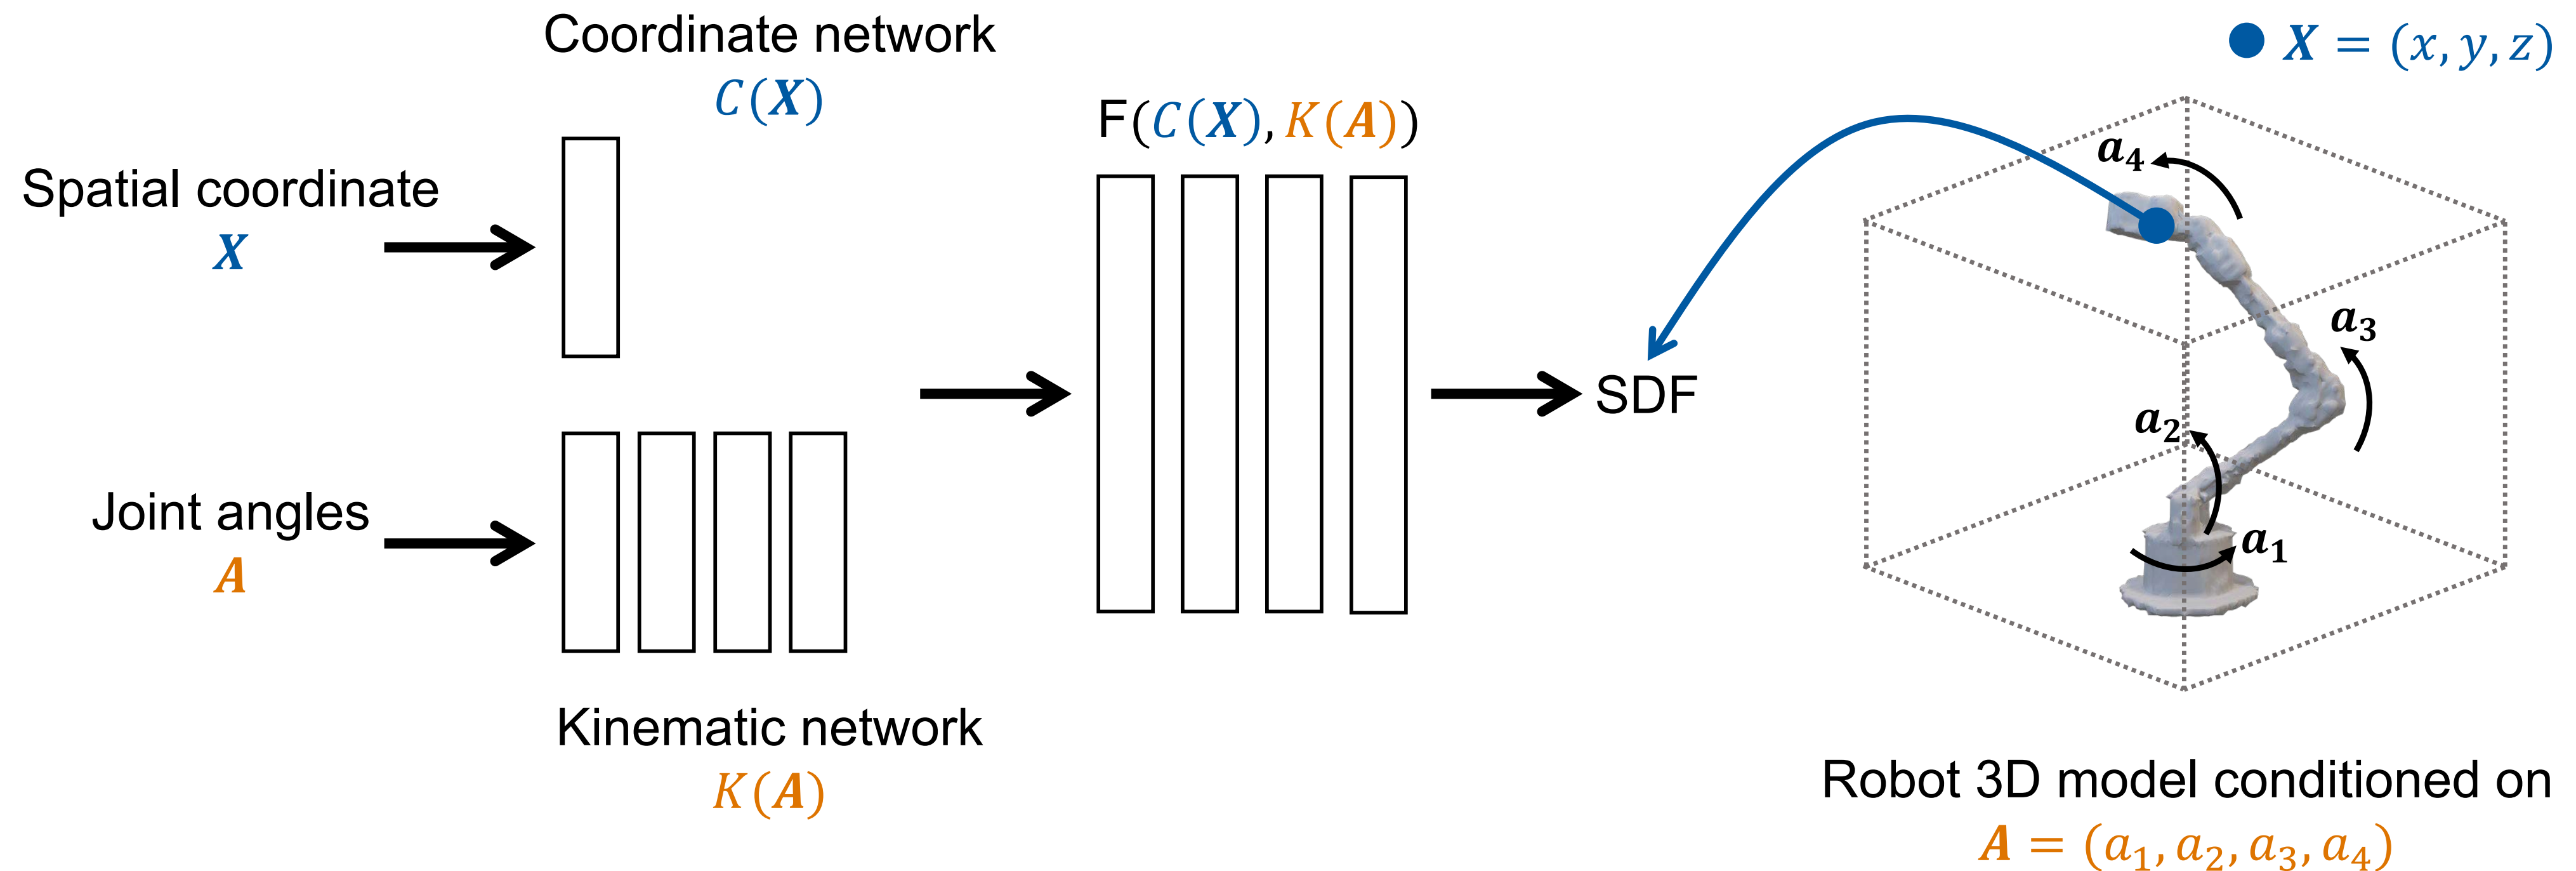 Coordinate network
C(X)
Spatial coordinate
X
Joint angles
A
Kinematic network
K(A)
F(C(X), K(A))
SDF
X = (x, y, z)
a₄
a₃
a₂
a₁
Robot 3D model conditioned on
A = (a₁, a₂, a₃, a₄)